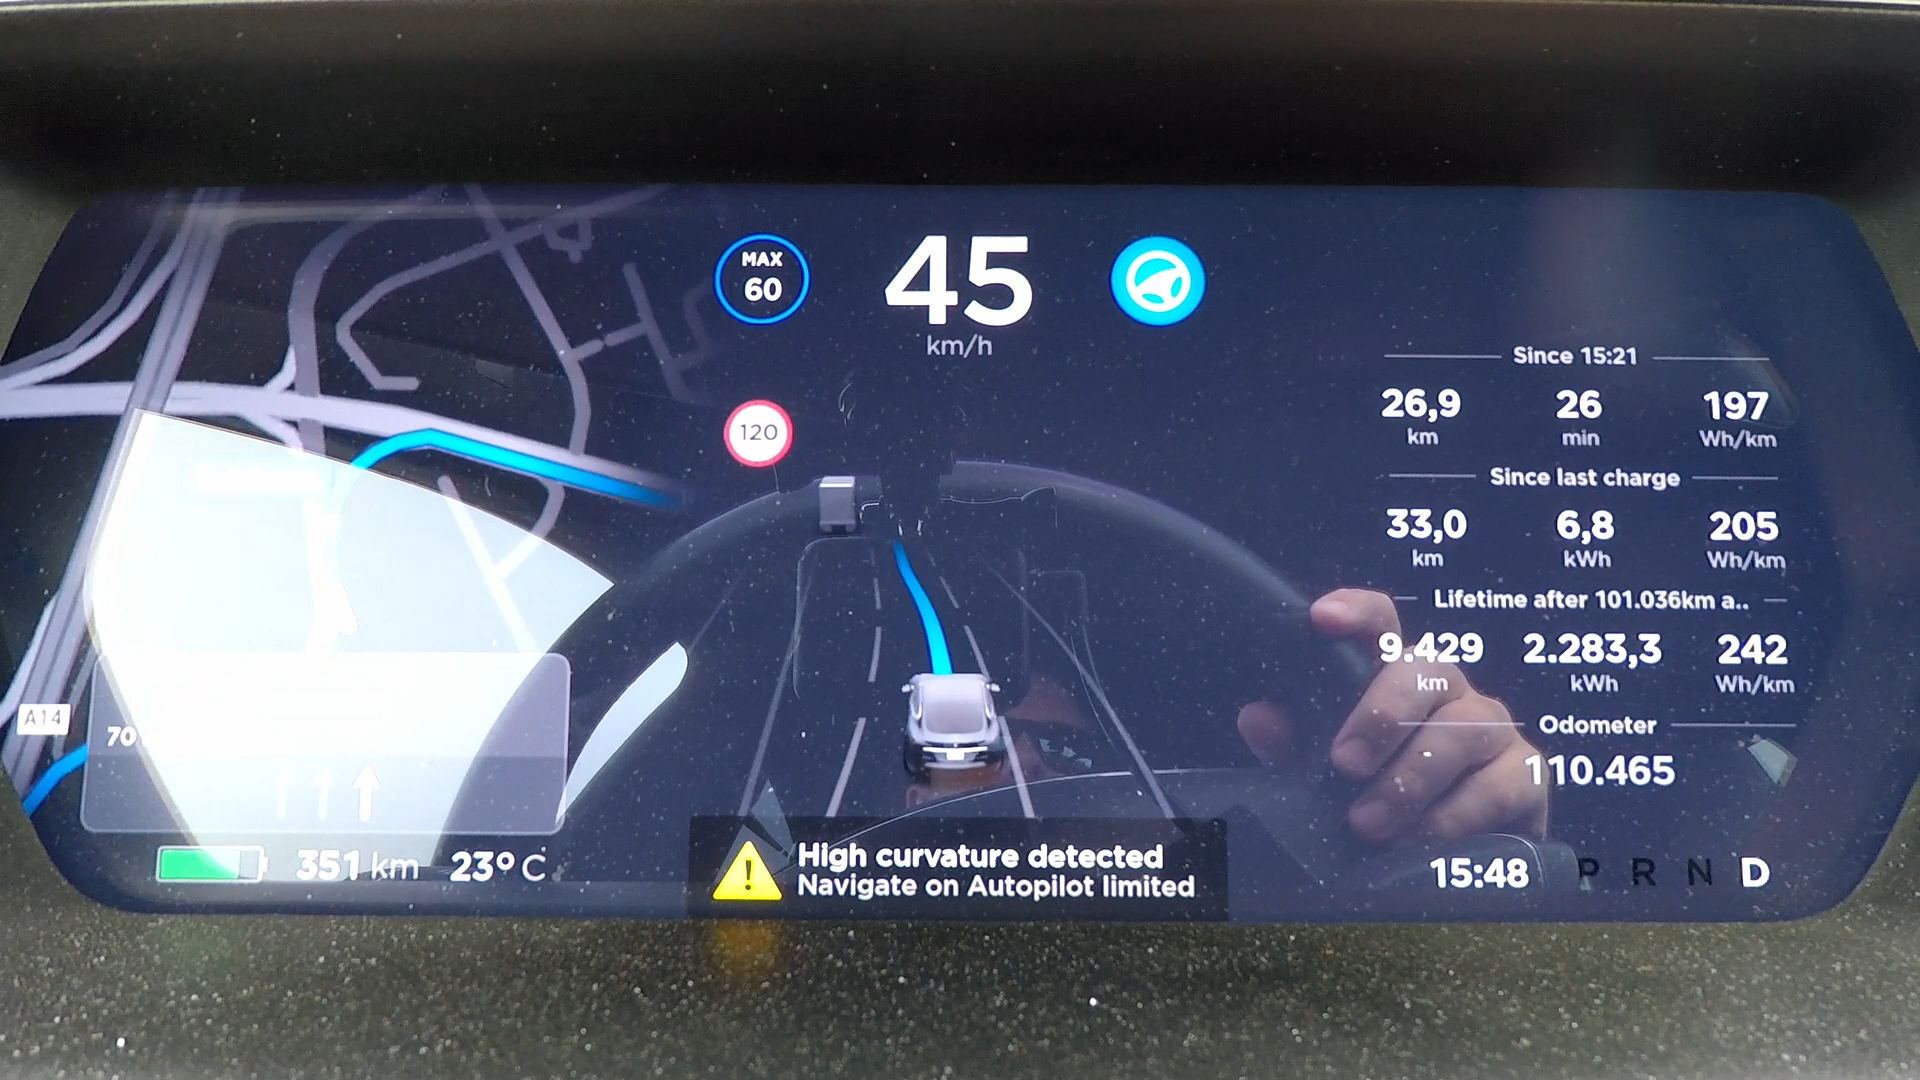 MAX
60
45
km/h
120
Since 15:21
26,9 26 197
km min Wh/km
Since last charge
33,0 6,8 205
km kWh Wh/km
Lifetime after 101.036km a..
9.429 2.283,3 242
km kWh Wh/km
Odometer
110.465
A14
70
351 km 23° C
High curvature detected
Navigate on Autopilot limited
15:48 P R N D